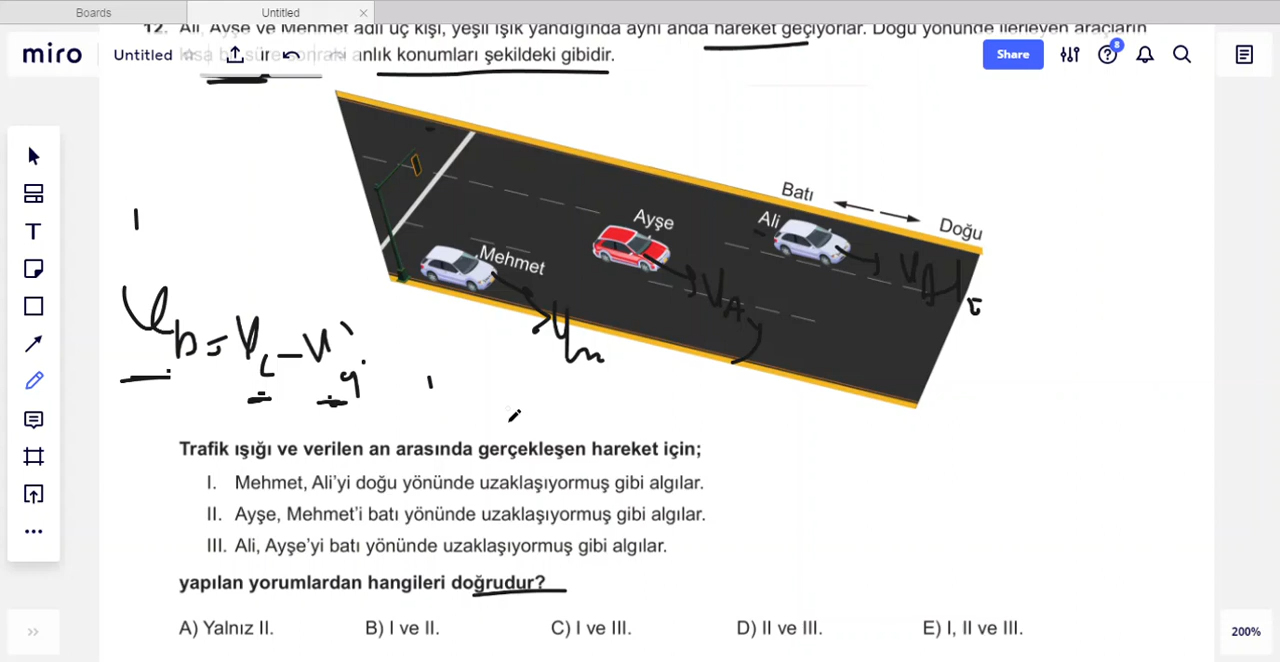 Boards
Untitled
miro
Untitled
Share
8
12. Ali, Ayşe ve Mehmet adlı üç kişi, yeşil ışık yandığında aynı anda hareket geçiyorlar. Doğu yönünde ilerleyen araçların
anlık konumları şekildeki gibidir.
Batı
Doğu
Ali
Ayşe
Mehmet
Trafik ışığı ve verilen an arasında gerçekleşen hareket için;
I. Mehmet, Ali'yi doğu yönünde uzaklaşıyormuş gibi algılar.
II. Ayşe, Mehmet'i batı yönünde uzaklaşıyormuş gibi algılar.
III. Ali, Ayşe'yi batı yönünde uzaklaşıyormuş gibi algılar.
yapılan yorumlardan hangileri doğrudur?
A) Yalnız II.
B) I ve II.
C) I ve III.
D) II ve III.
E) I, II ve III.
200%